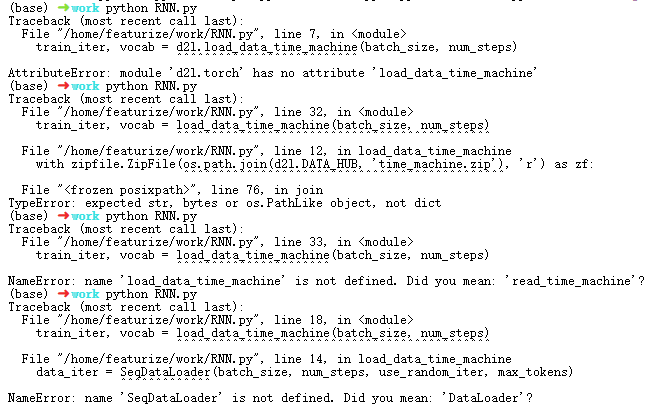 (base) ➜work python RNN.py
Traceback (most recent call last):
  File "/home/featurize/work/RNN.py", line 7, in <module>
    train_iter, vocab = d2l.load_data_time_machine(batch_size, num_steps)
AttributeError: module 'd2l.torch' has no attribute 'load_data_time_machine'
(base) ➜work python RNN.py
Traceback (most recent call last):
  File "/home/featurize/work/RNN.py", line 32, in <module>
    train_iter, vocab = load_data_time_machine(batch_size, num_steps)
  File "/home/featurize/work/RNN.py", line 12, in load_data_time_machine
    with zipfile.ZipFile(os.path.join(d2l.DATA_HUB, 'time_machine.zip'), 'r') as zf:
  File "<frozen posixpath>", line 76, in join
TypeError: expected str, bytes or os.PathLike object, not dict
(base) ➜work python RNN.py
Traceback (most recent call last):
  File "/home/featurize/work/RNN.py", line 33, in <module>
    train_iter, vocab = load_data_time_machine(batch_size, num_steps)
NameError: name 'load_data_time_machine' is not defined. Did you mean: 'read_time_machine'?
(base) ➜work python RNN.py
Traceback (most recent call last):
  File "/home/featurize/work/RNN.py", line 18, in <module>
    train_iter, vocab = load_data_time_machine(batch_size, num_steps)
  File "/home/featurize/work/RNN.py", line 14, in load_data_time_machine
    data_iter = SeqDataLoader(batch_size, num_steps, use_random_iter, max_tokens)
NameError: name 'SeqDataLoader' is not defined. Did you mean: 'DataLoader'?